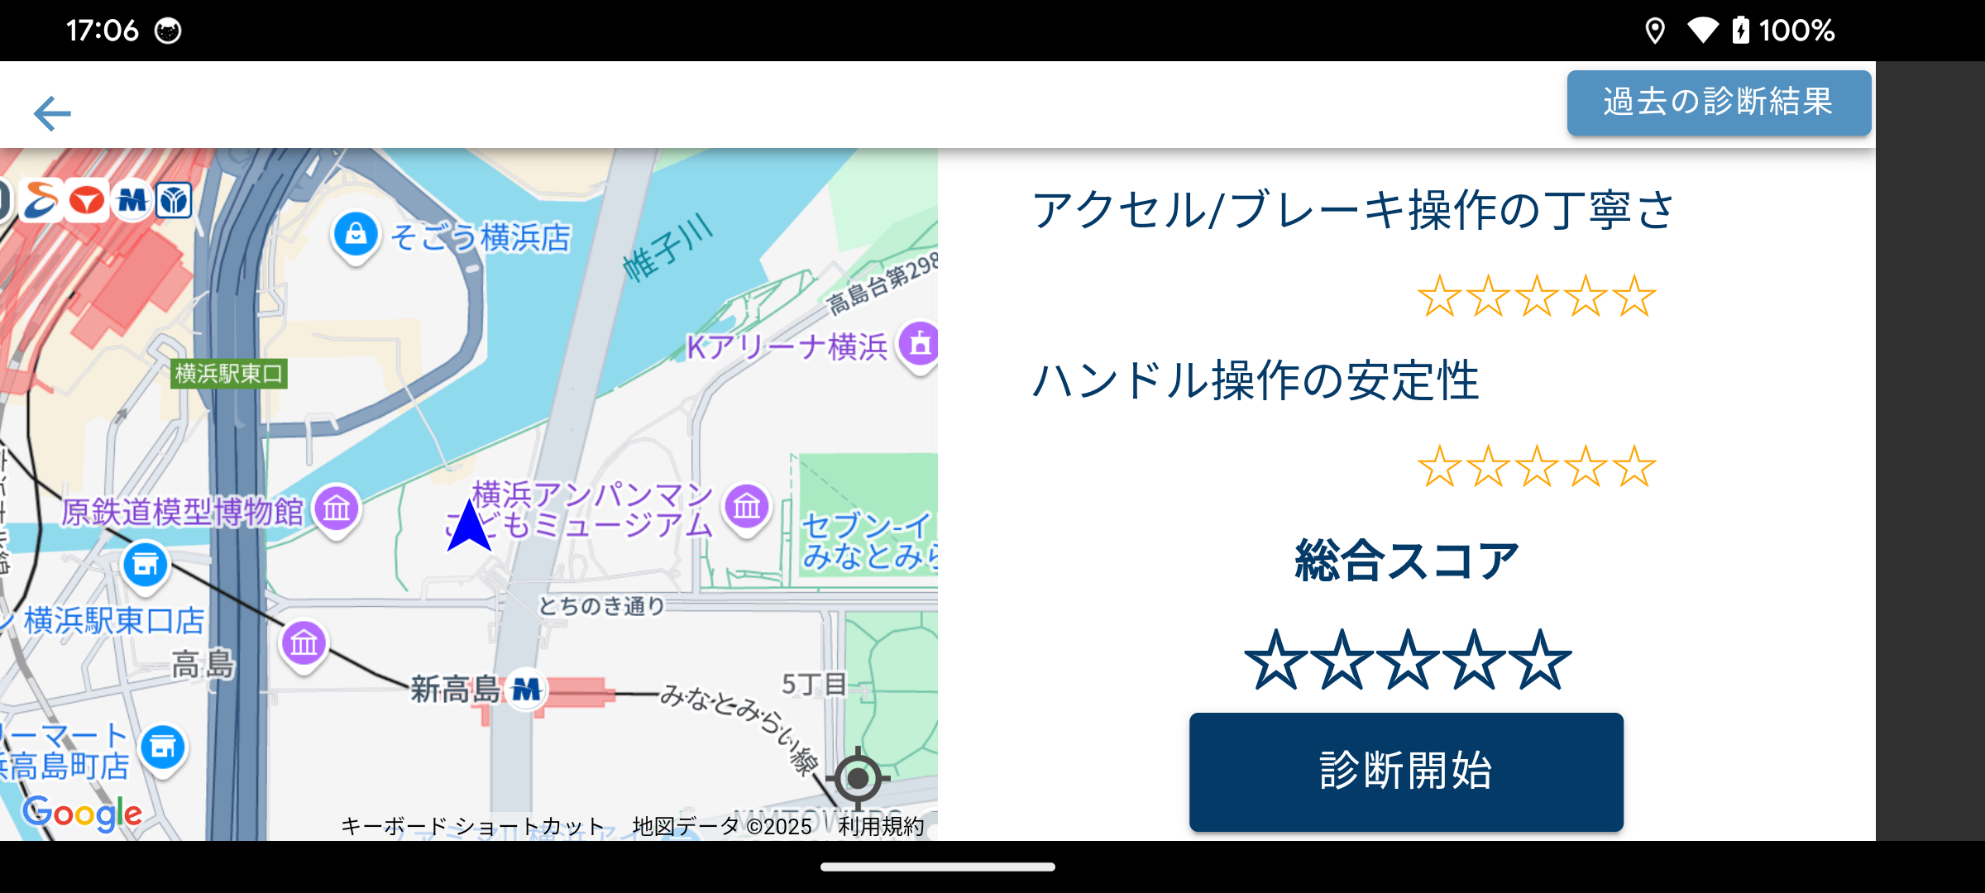 17:06
100%
過去の診断結果
そごう横浜店
帷子川
高島台第298
Kアリーナ横浜
横浜駅東口
原鉄道模型博物館
横浜アンパンマン
こどもミュージアム
セブン-イ
みなとみら
横浜駅東口店
とちのき通り
高島
新高島
5丁目
みなとみらい線
ーマート
浜高島町店
Google
キーボード ショートカット
地図データ ©2025
利用規約
アクセル/ブレーキ操作の丁寧さ
☆☆☆☆☆
ハンドル操作の安定性
☆☆☆☆☆
総合スコア
☆☆☆☆☆
診断開始